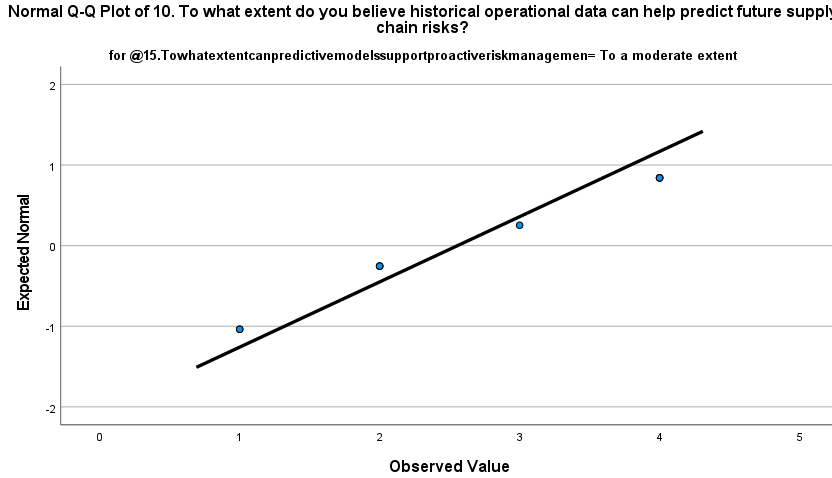 Normal Q-Q Plot of 10. To what extent do you believe historical operational data can help predict future supply
chain risks?
for @15.Towhatextentcanpredictivemodelssupportproactiveriskmanagemen= To a moderate extent
2
1
0
-1
-2
Expected Normal
0 1 2 3 4 5
Observed Value